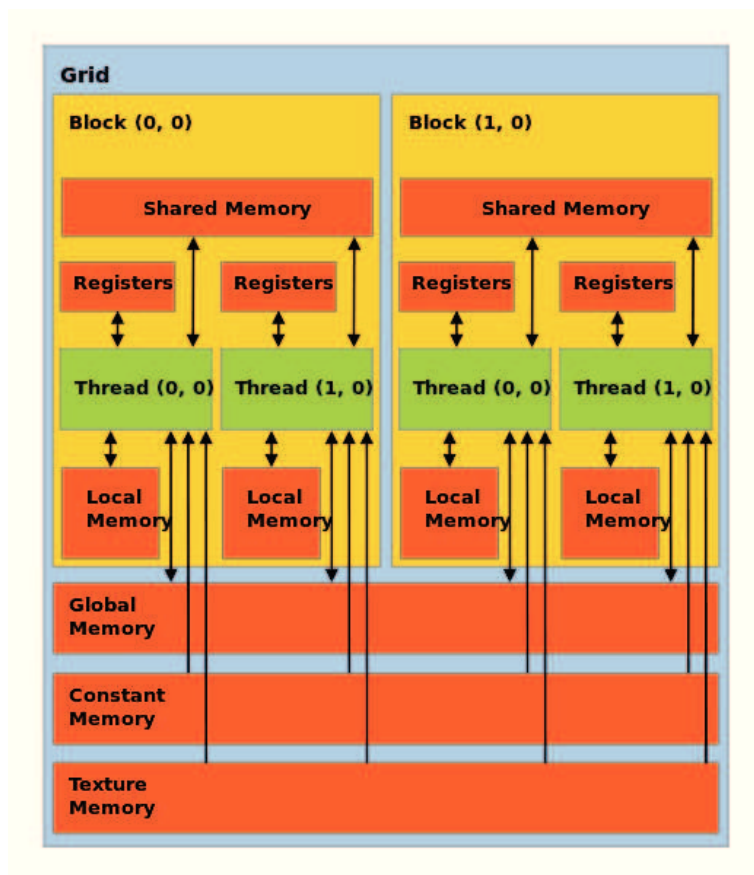 Grid
Block (0, 0)
Block (1, 0)
Shared Memory
Shared Memory
Registers
Registers
Registers
Registers
Thread (0, 0)
Thread (1, 0)
Thread (0, 0)
Thread (1, 0)
Local
Memory
Local
Memory
Local
Memory
Local
Memory
Global
Memory
Constant
Memory
Texture
Memory